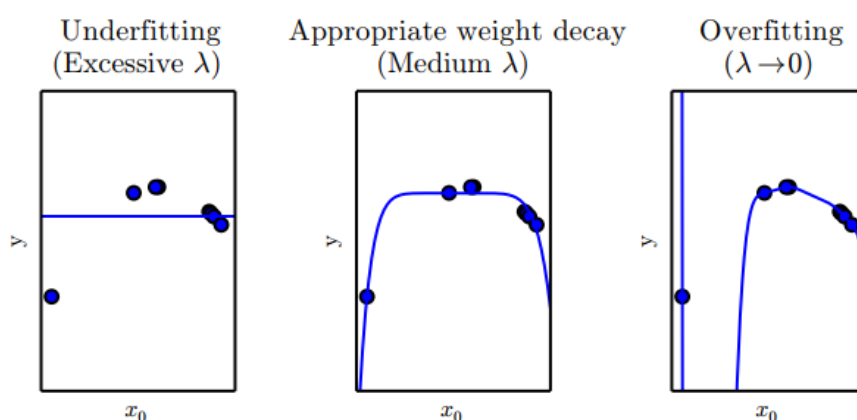 Underfitting
(Excessive λ)
Appropriate weight decay
(Medium λ)
Overfitting
(λ→0)
y
y
y
x₀
x₀
x₀